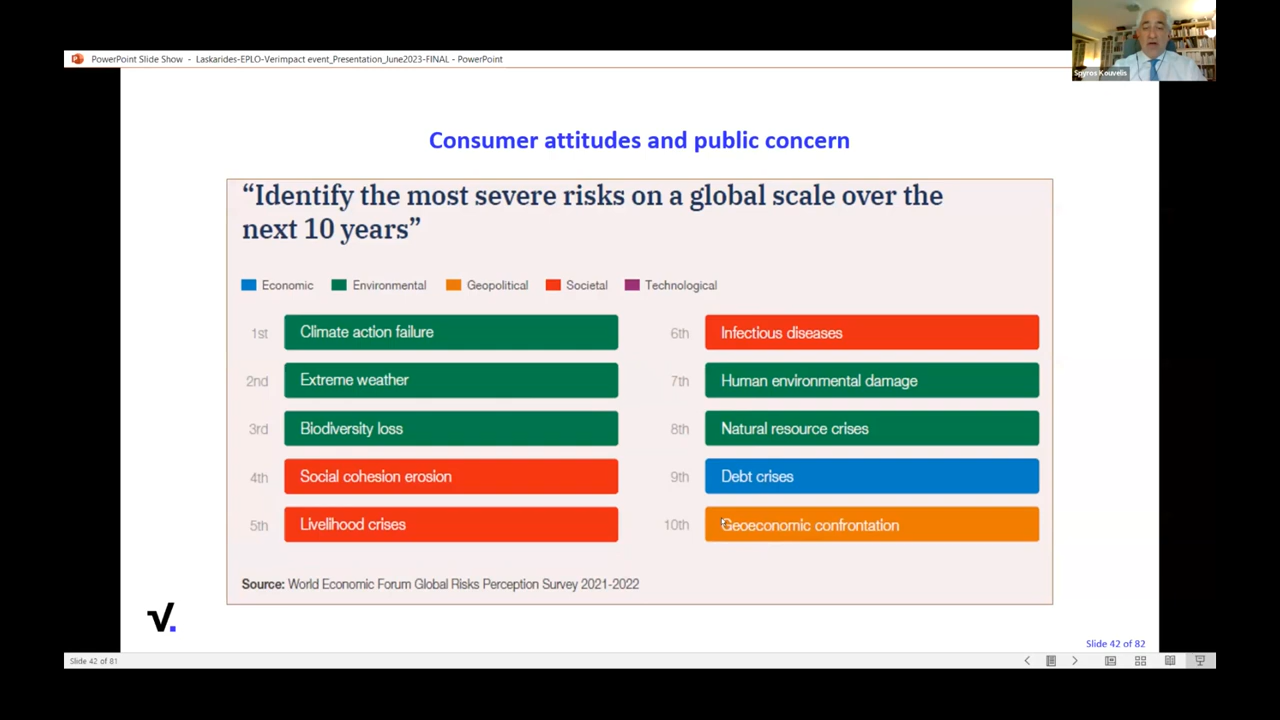 PowerPoint Slide Show - Laskarides-EPLO-Verimpact event_Presentation_June2023-FINAL - PowerPoint
Spyros Kouvelis
Consumer attitudes and public concern
“Identify the most severe risks on a global scale over the
next 10 years”
Economic Environmental Geopolitical Societal Technological
1st Climate action failure
2nd Extreme weather
3rd Biodiversity loss
4th Social cohesion erosion
5th Livelihood crises
6th Infectious diseases
7th Human environmental damage
8th Natural resource crises
9th Debt crises
10th Geoeconomic confrontation
Source: World Economic Forum Global Risks Perception Survey 2021-2022
V.
Slide 42 of 82
Slide 42 of 81